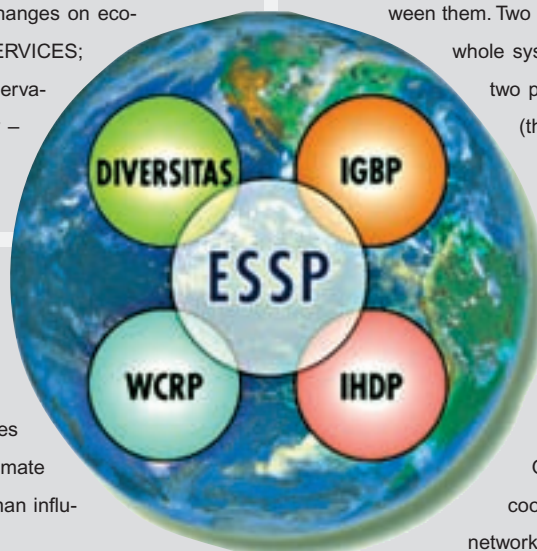 hanges on eco-
ERVICES;
erva-
–
ween them. Two
whole sys
two p
(th
DIVERSITAS
IGBP
ESSP
WCRP
IHDP
es
mate
nan influ-
C
coo
network